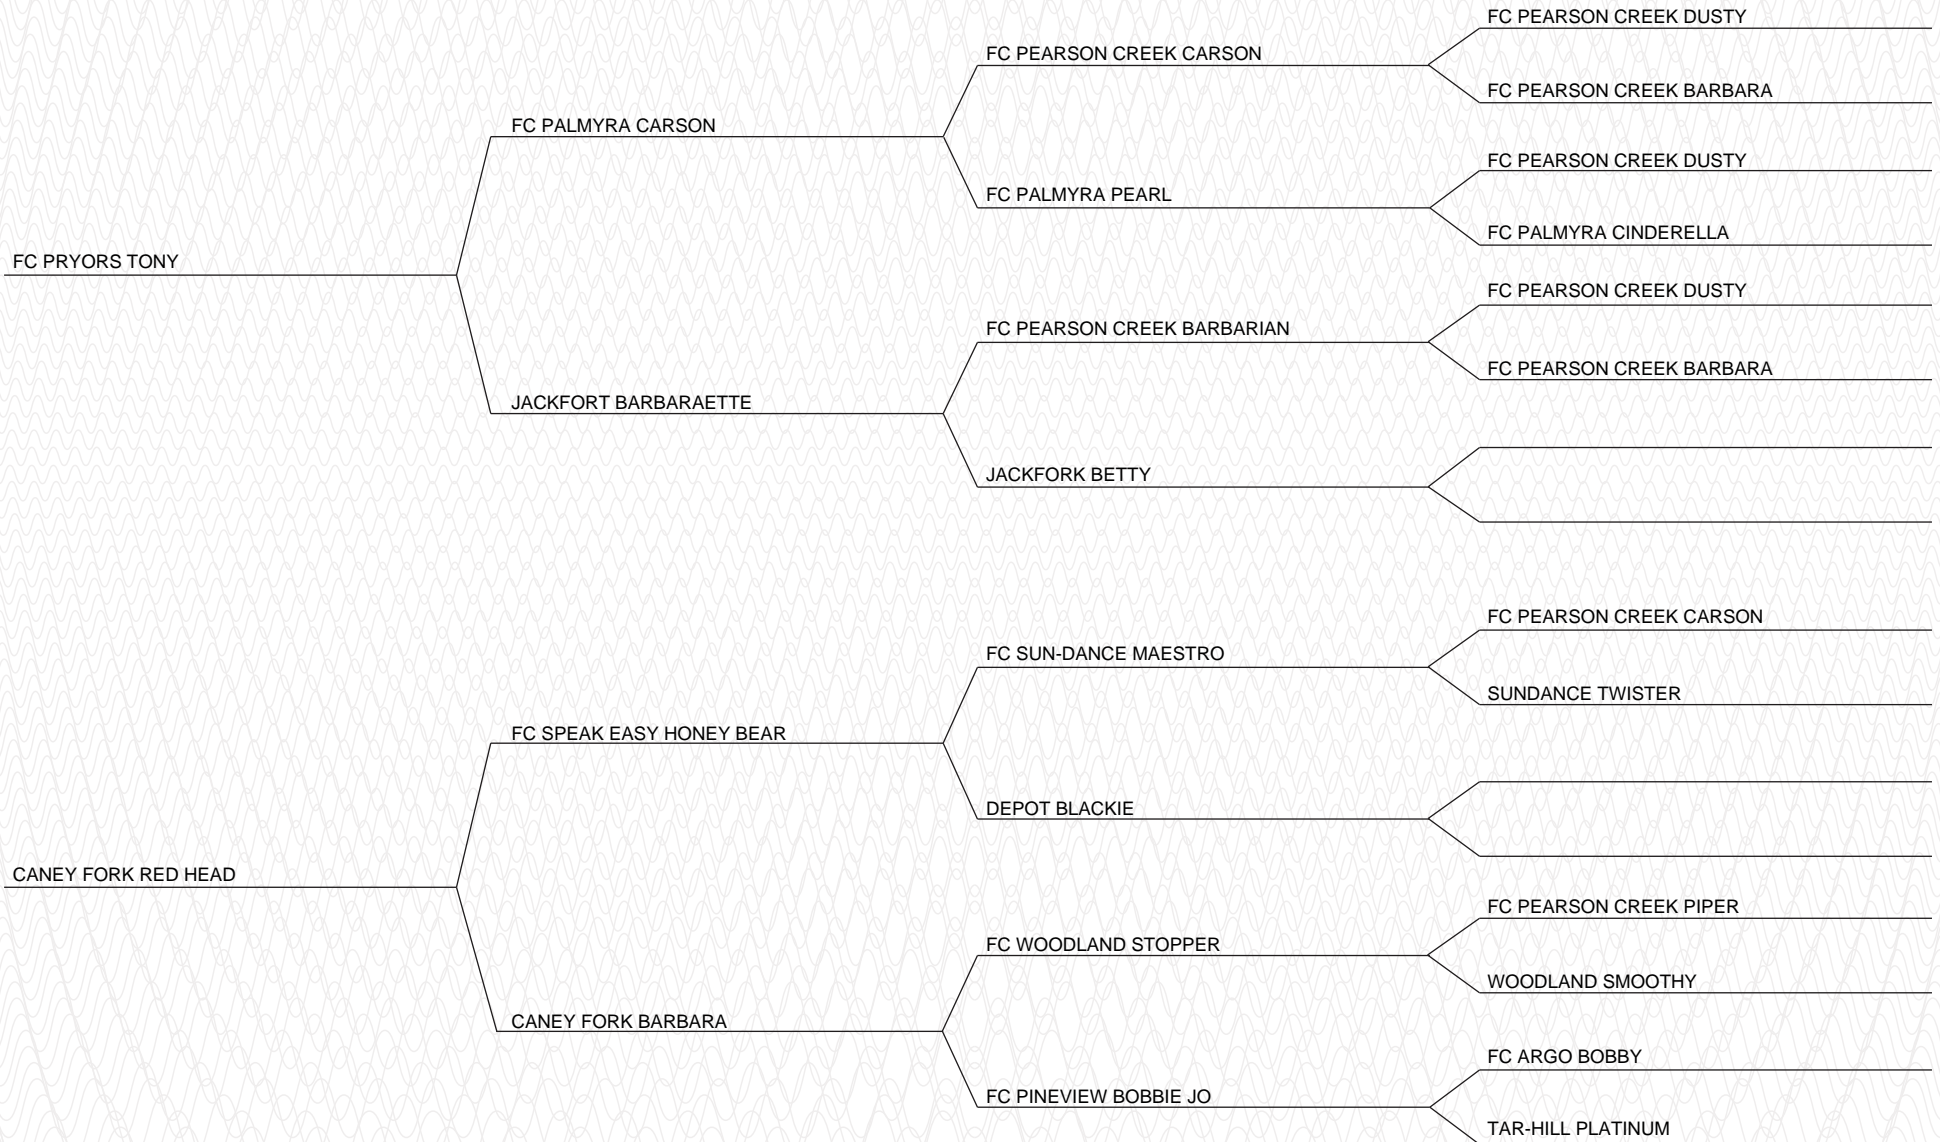 FC PEARSON CREEK DUSTY
FC PEARSON CREEK CARSON
FC PEARSON CREEK BARBARA
FC PALMYRA CARSON
FC PEARSON CREEK DUSTY
FC PALMYRA PEARL
FC PALMYRA CINDERELLA
FC PRYORS TONY
FC PEARSON CREEK DUSTY
FC PEARSON CREEK BARBARIAN
FC PEARSON CREEK BARBARA
JACKFORT BARBARAETTE
JACKFORK BETTY
FC PEARSON CREEK CARSON
FC SUN-DANCE MAESTRO
SUNDANCE TWISTER
FC SPEAK EASY HONEY BEAR
DEPOT BLACKIE
CANEY FORK RED HEAD
FC PEARSON CREEK PIPER
FC WOODLAND STOPPER
WOODLAND SMOOTHY
CANEY FORK BARBARA
FC ARGO BOBBY
FC PINEVIEW BOBBIE JO
TAR-HILL PLATINUM